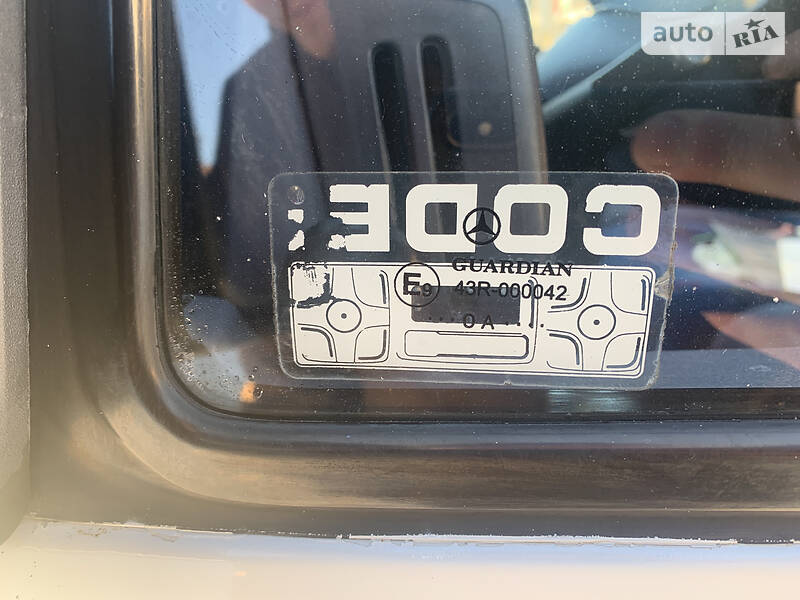 auto RIA
CODE
GUARDIAN
E9 43R-000042
....0A....